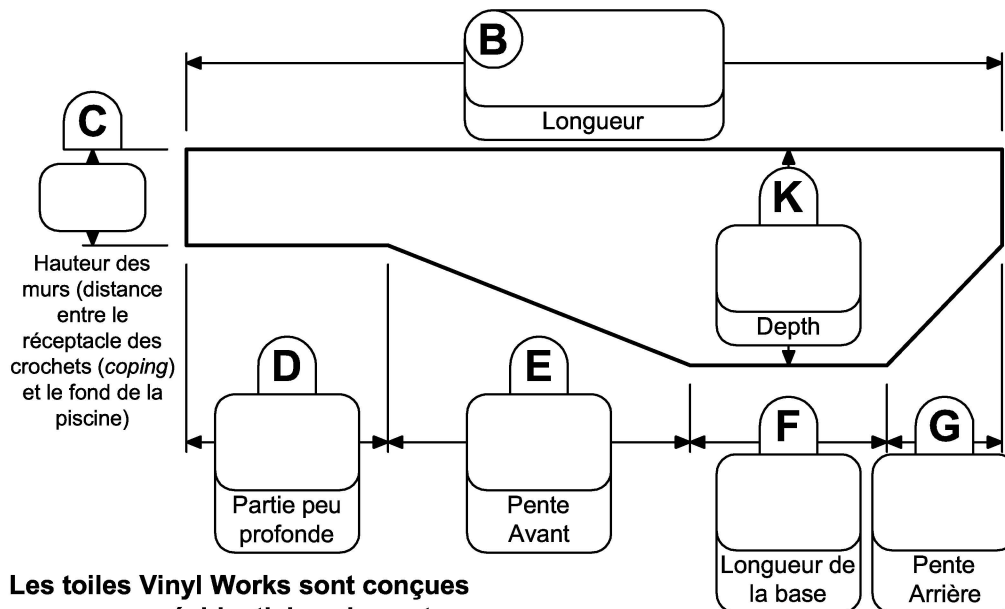 B
Longueur
C
K
Hauteur des
murs (distance
entre le
réceptacle des
crochets (coping)
et le fond de la
piscine)
Depth
D
E
F
G
Partie peu
profonde
Pente
Avant
Longueur de
la base
Pente
Arrière
Les toiles Vinyl Works sont conçues